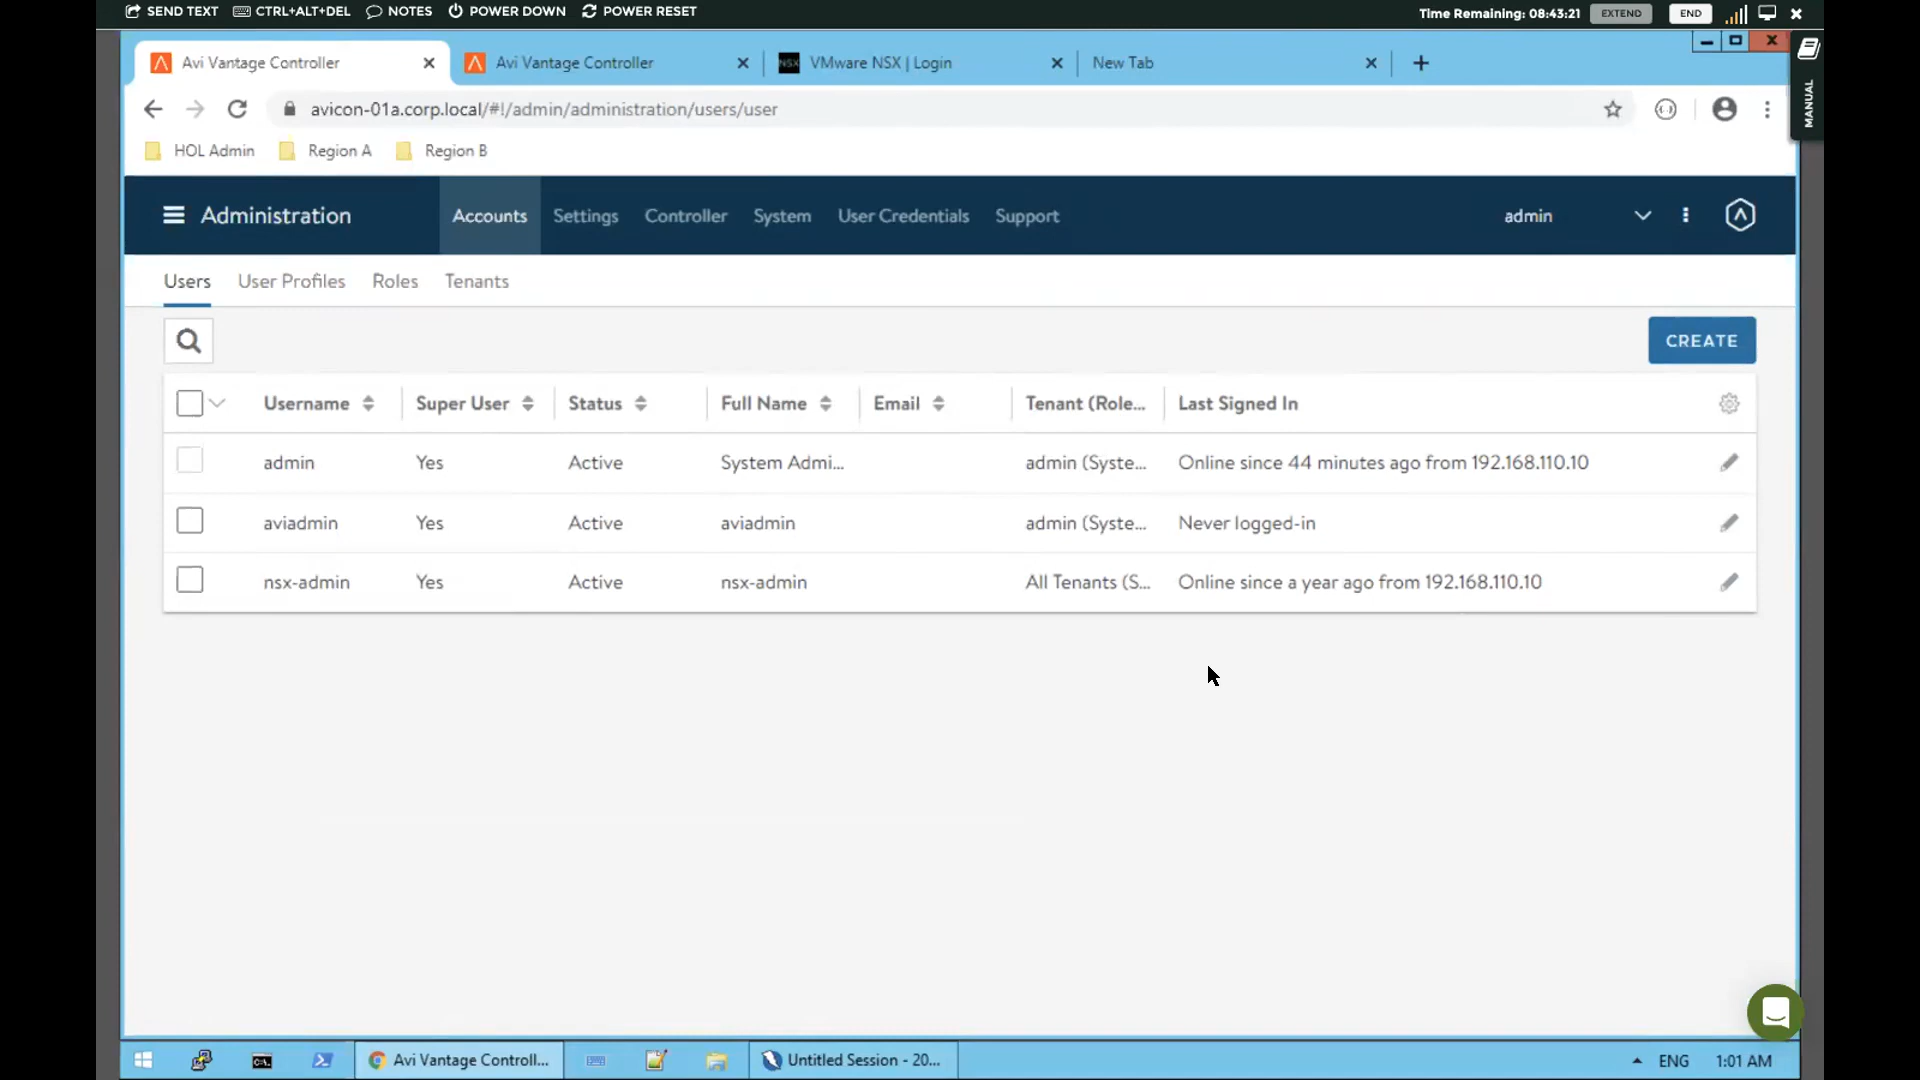 SEND TEXT CTRL+ALT+DEL NOTES POWER DOWN POWER RESET Time Remaining: 08:43:21 EXTEND END
Avi Vantage Controller Avi Vantage Controller NSX VMware NSX | Login New Tab
avicon-01a.corp.local/#!/admin/administration/users/user
MANUAL
HOL Admin Region A Region B
Administration Accounts Settings Controller System User Credentials Support admin
Users User Profiles Roles Tenants
CREATE
Username Super User Status Full Name Email Tenant (Role... Last Signed In
admin Yes Active System Admi... admin (Syste... Online since 44 minutes ago from 192.168.110.10
aviadmin Yes Active aviadmin admin (Syste... Never logged-in
nsx-admin Yes Active nsx-admin All Tenants (S... Online since a year ago from 192.168.110.10
Avi Vantage Controll... Untitled Session - 20... ENG 1:01 AM